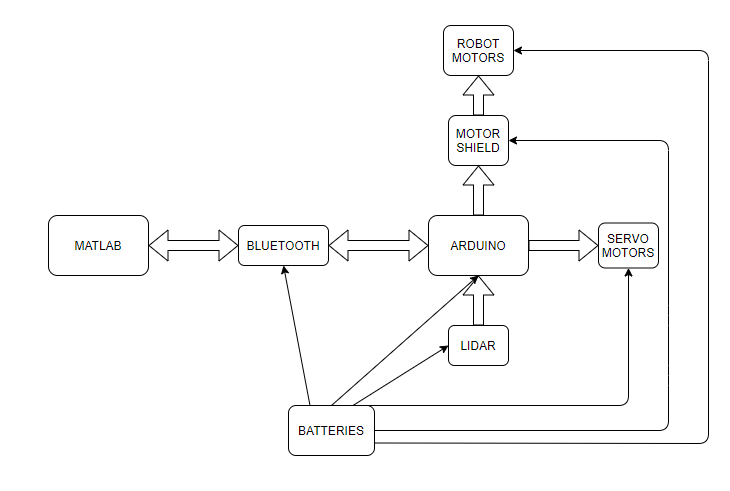 ROBOT
MOTORS
MOTOR
SHIELD
MATLAB
BLUETOOTH
ARDUINO
SERVO
MOTORS
LIDAR
BATTERIES